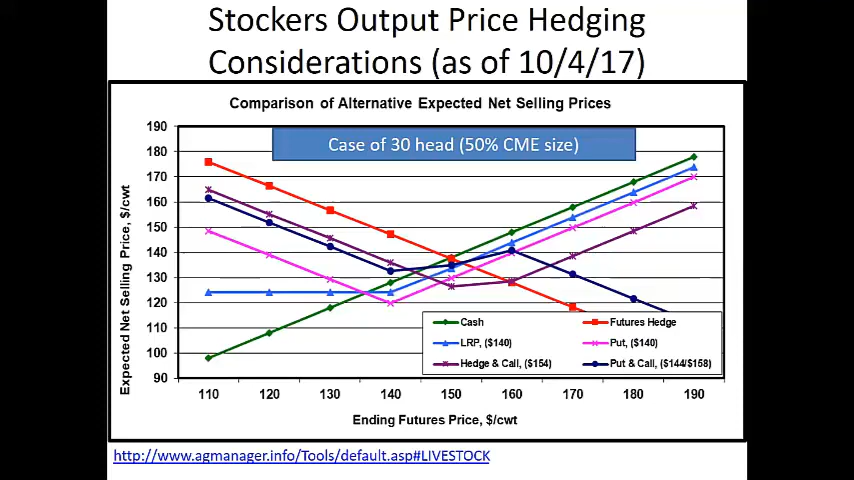 Stockers Output Price Hedging
Considerations (as of 10/4/17)
Comparison of Alternative Expected Net Selling Prices
Case of 30 head (50% CME size)
Expected Net Selling Price, $/cwt
190
180
170
160
150
140
130
120
110
100
90
Cash
Futures Hedge
LRP, ($140)
Put, ($140)
Hedge & Call, ($154)
Put & Call, ($144/$158)
110 120 130 140 150 160 170 180 190
Ending Futures Price, $/cwt
http://www.agmanager.info/Tools/default.asp#LIVESTOCK